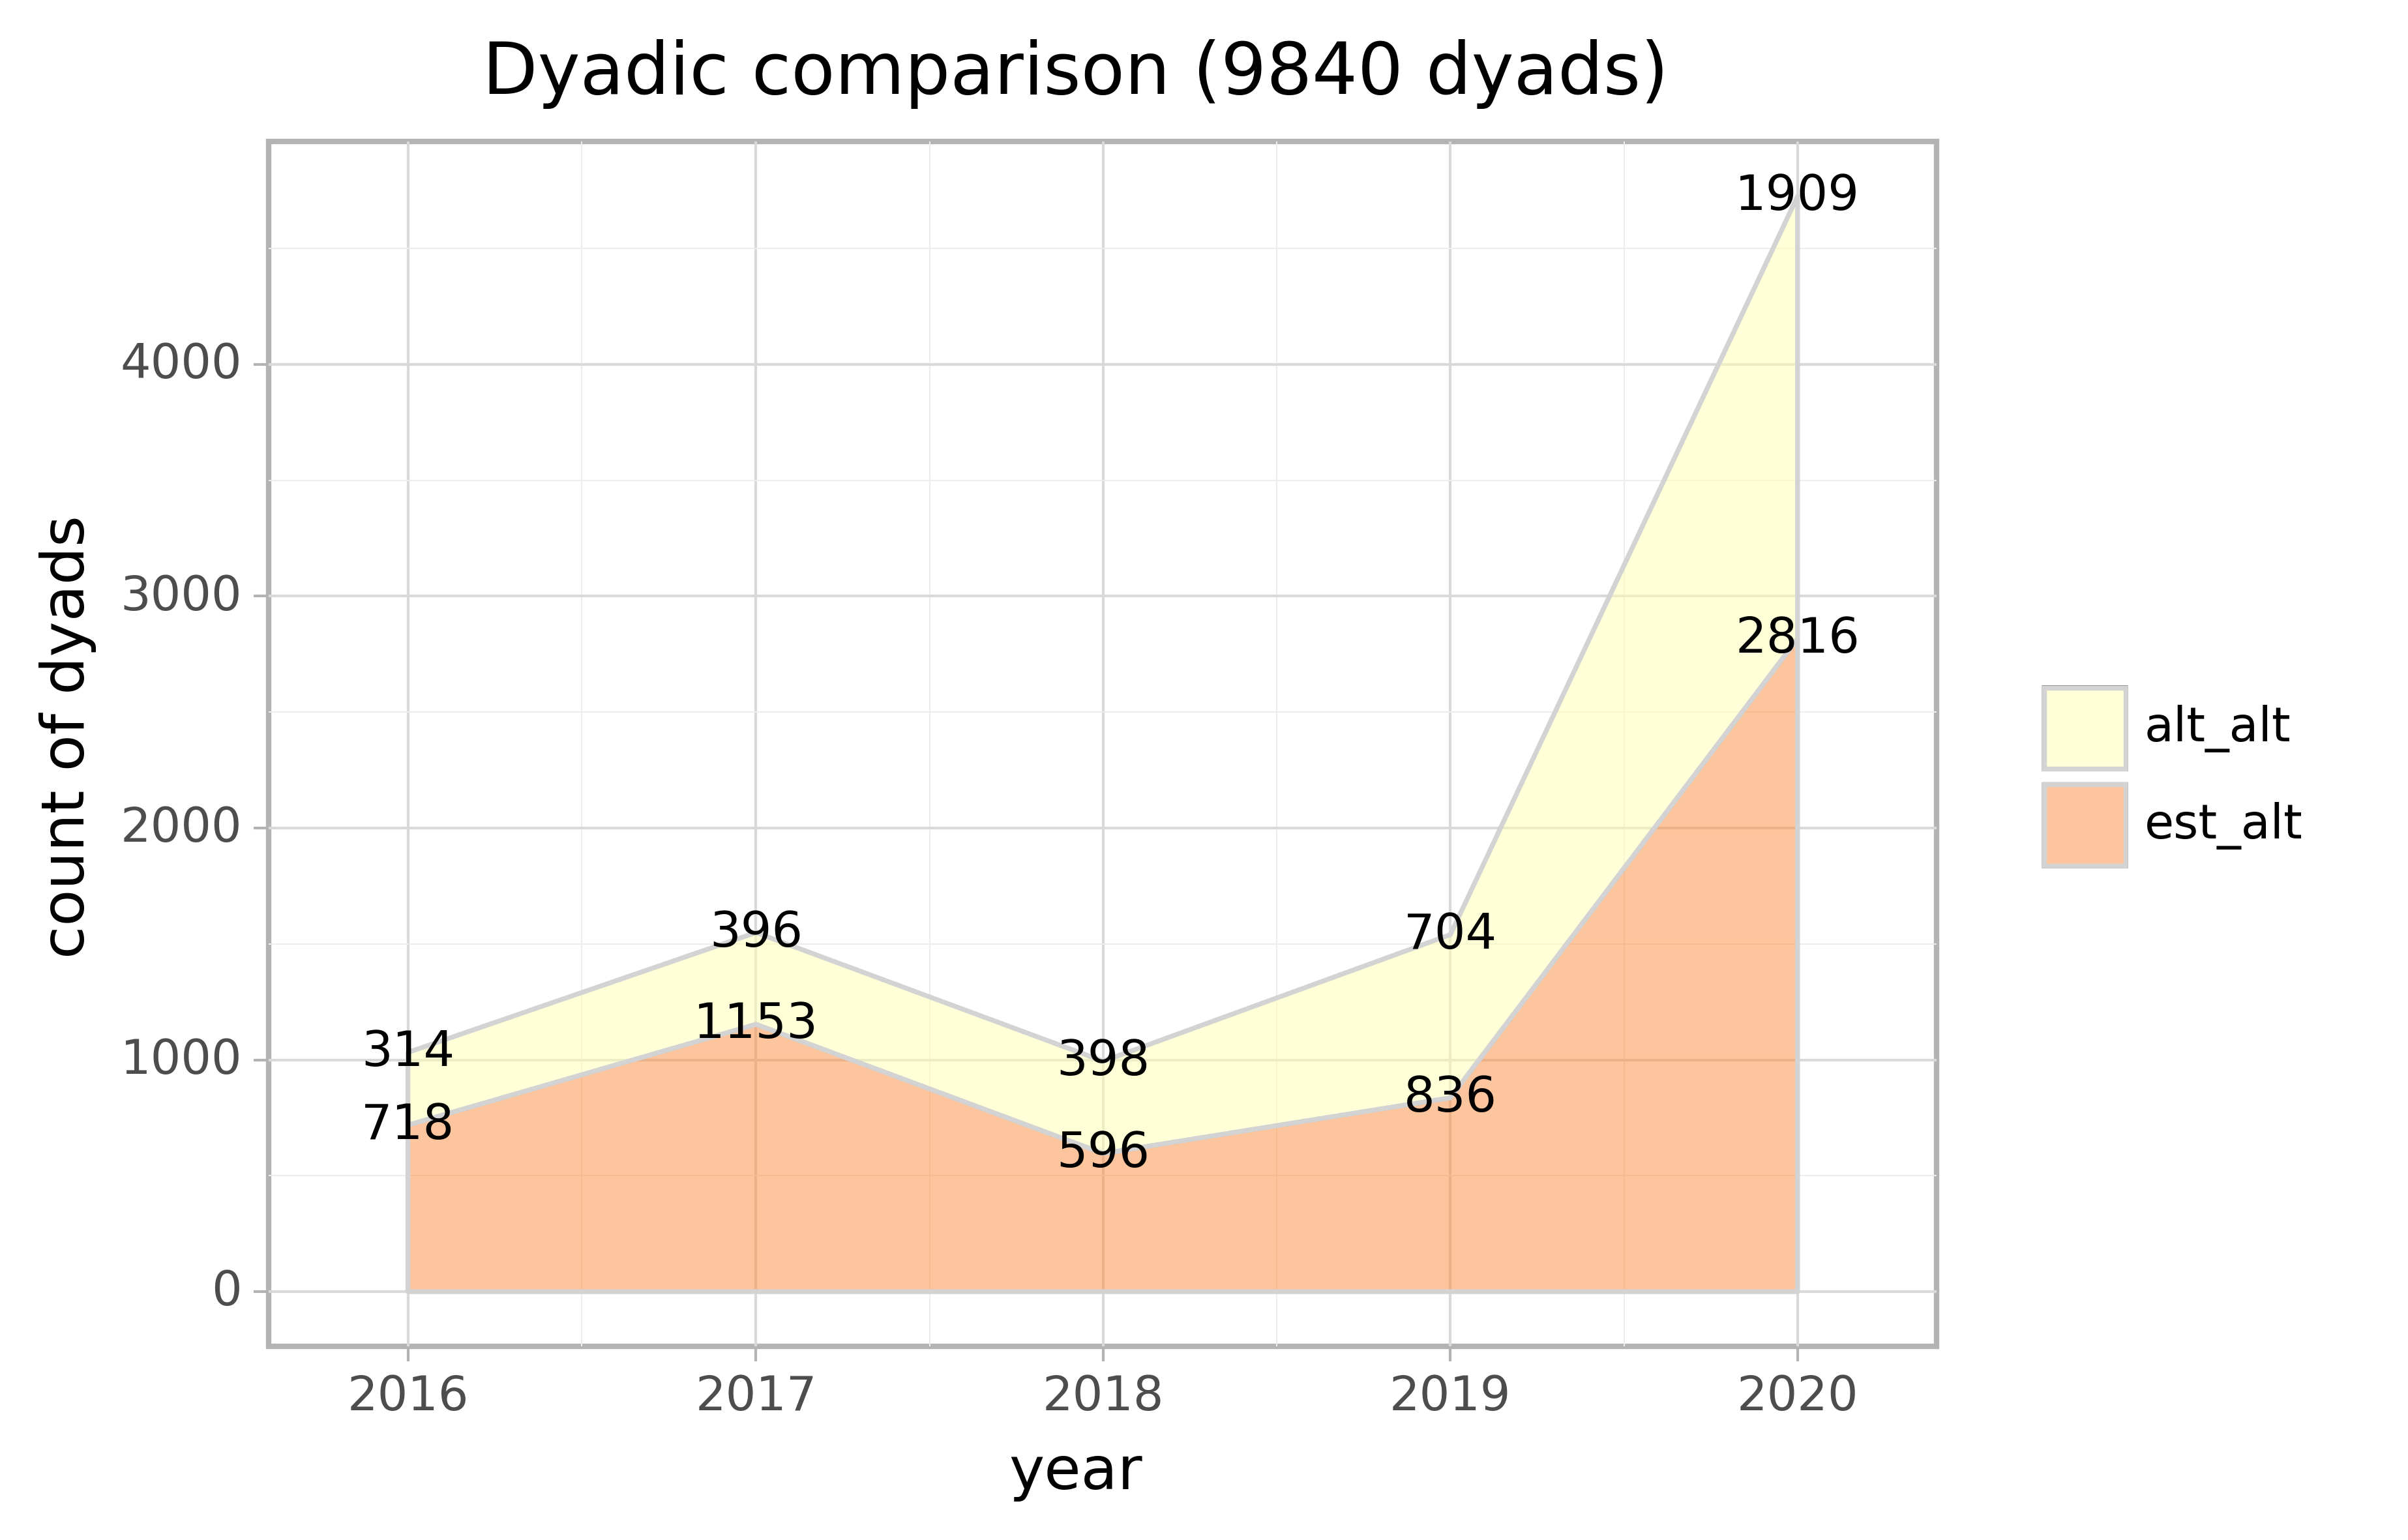 Dyadic comparison (9840 dyads)
count of dyads
4000
3000
2000
1000
0
1909
2816
396
704
1153
314
398
836
718
596
2016 2017 2018 2019 2020
year
alt_alt
est_alt